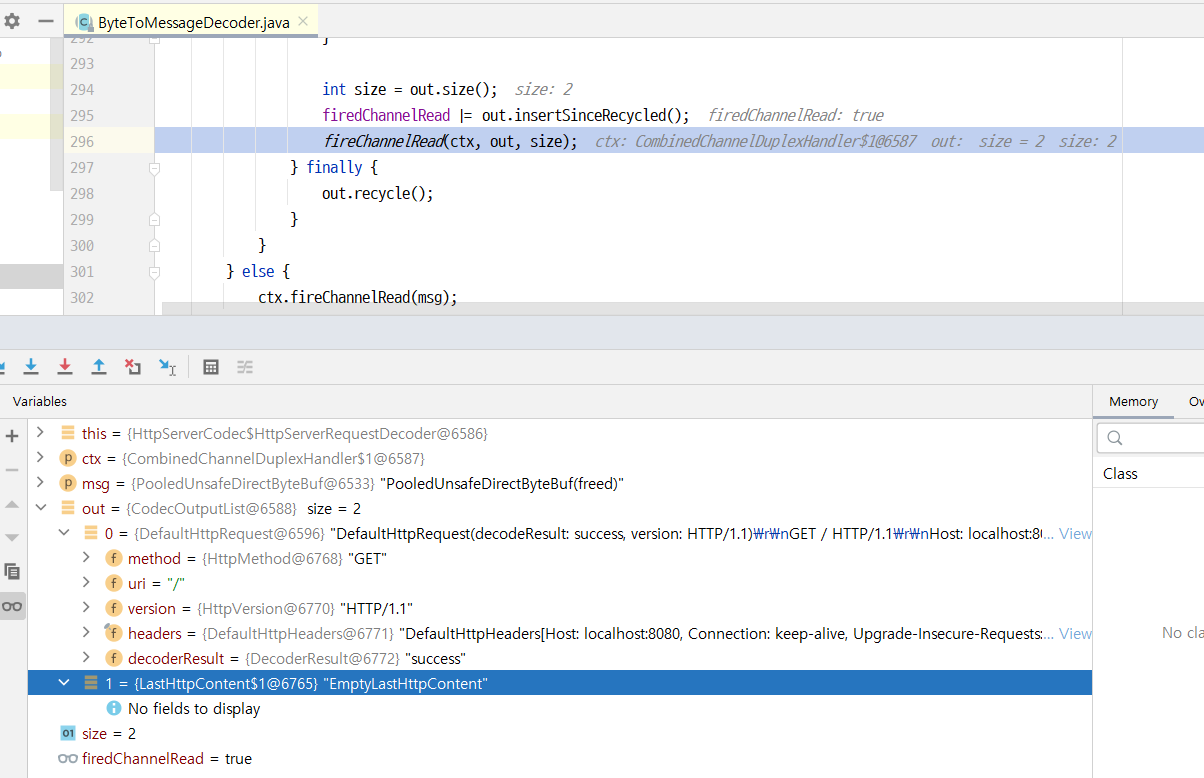 ByteToMessageDecoder.java
292 }
293
294 int size = out.size(); size: 2
295 firedChannelRead |= out.insertSinceRecycled(); firedChannelRead: true
296 fireChannelRead(ctx, out, size); ctx: CombinedChannelDuplexHandler$1@6587 out: size = 2 size: 2
297 } finally {
298 out.recycle();
299 }
300 }
301 } else {
302 ctx.fireChannelRead(msg);
Variables
Memory
Ov
this = {HttpServerCodec$HttpServerRequestDecoder@6586}
p ctx = {CombinedChannelDuplexHandler$1@6587}
Class
p msg = {PooledUnsafeDirectByteBuf@6533} "PooledUnsafeDirectByteBuf(freed)"
out = {CodecOutputList@6588} size = 2
0 = {DefaultHttpRequest@6596} "DefaultHttpRequest(decodeResult: success, version: HTTP/1.1)₩r₩nGET / HTTP/1.1₩r₩nHost: localhost:80... View
f method = {HttpMethod@6768} "GET"
f uri = "/"
f version = {HttpVersion@6770} "HTTP/1.1"
f headers = {DefaultHttpHeaders@6771} "DefaultHttpHeaders[Host: localhost:8080, Connection: keep-alive, Upgrade-Insecure-Requests:... View
No cla
f decoderResult = {DecoderResult@6772} "success"
1 = {LastHttpContent$1@6765} "EmptyLastHttpContent"
No fields to display
01 size = 2
firedChannelRead = true